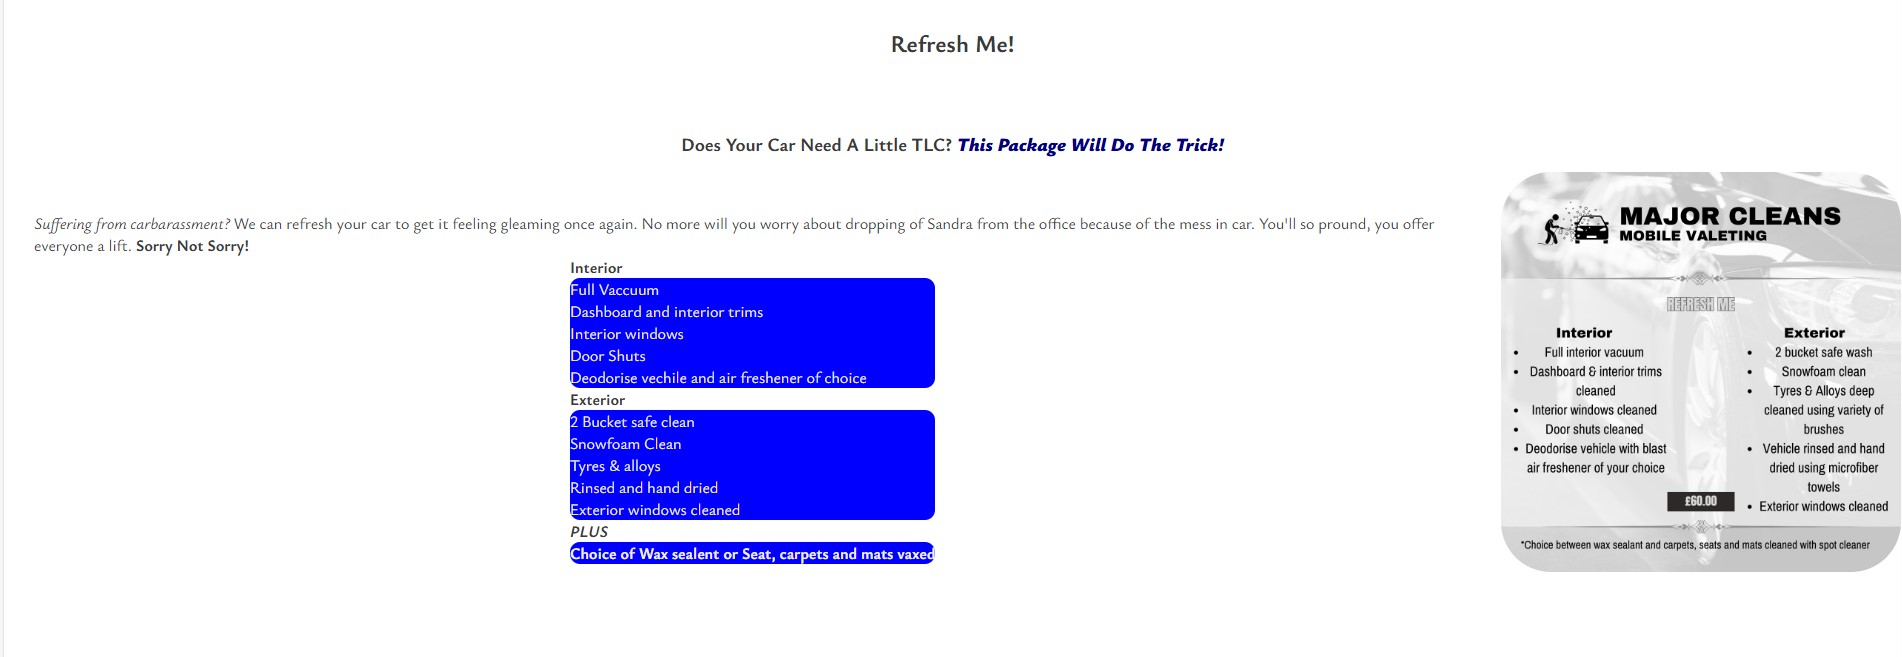 Refresh Me!
Does Your Car Need A Little TLC? This Package Will Do The Trick!
Suffering from carbarassment? We can refresh your car to get it feeling gleaming once again. No more will you worry about dropping of Sandra from the office because of the mess in car. You'll so pround, you offer
everyone a lift. Sorry Not Sorry!
Interior
Full Vaccuum
Dashboard and interior trims
Interior windows
Door Shuts
Deodorise vechile and air freshener of choice
Exterior
2 Bucket safe clean
Snowfoam Clean
Tyres & alloys
Rinsed and hand dried
Exterior windows cleaned
PLUS
Choice of Wax sealent or Seat, carpets and mats vaxed
MAJOR CLEANS
MOBILE VALETING
REFRESH ME
Interior
• Full interior vacuum
• Dashboard & interior trims
cleaned
• Interior windows cleaned
• Door shuts cleaned
• Deodorise vehicle with blast
air freshener of your choice
Exterior
• 2 bucket safe wash
• Snowfoam clean
• Tyres & Alloys deep
cleaned using variety of
brushes
• Vehicle rinsed and hand
dried using microfiber
towels
• Exterior windows cleaned
£60.00
*Choice between wax sealant and carpets, seats and mats cleaned with spot cleaner